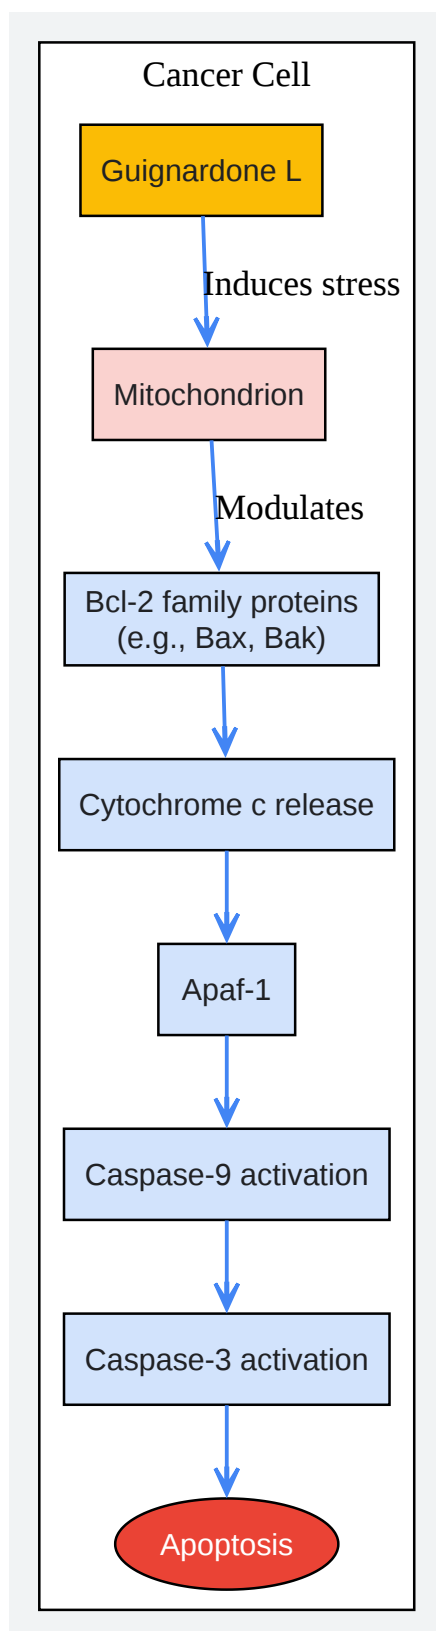 Cancer Cell
Guignardone L
Induces stress
Mitochondrion
Modulates
Bcl-2 family proteins
(e.g., Bax, Bak)
Cytochrome c release
Apaf-1
Caspase-9 activation
Caspase-3 activation
Apoptosis